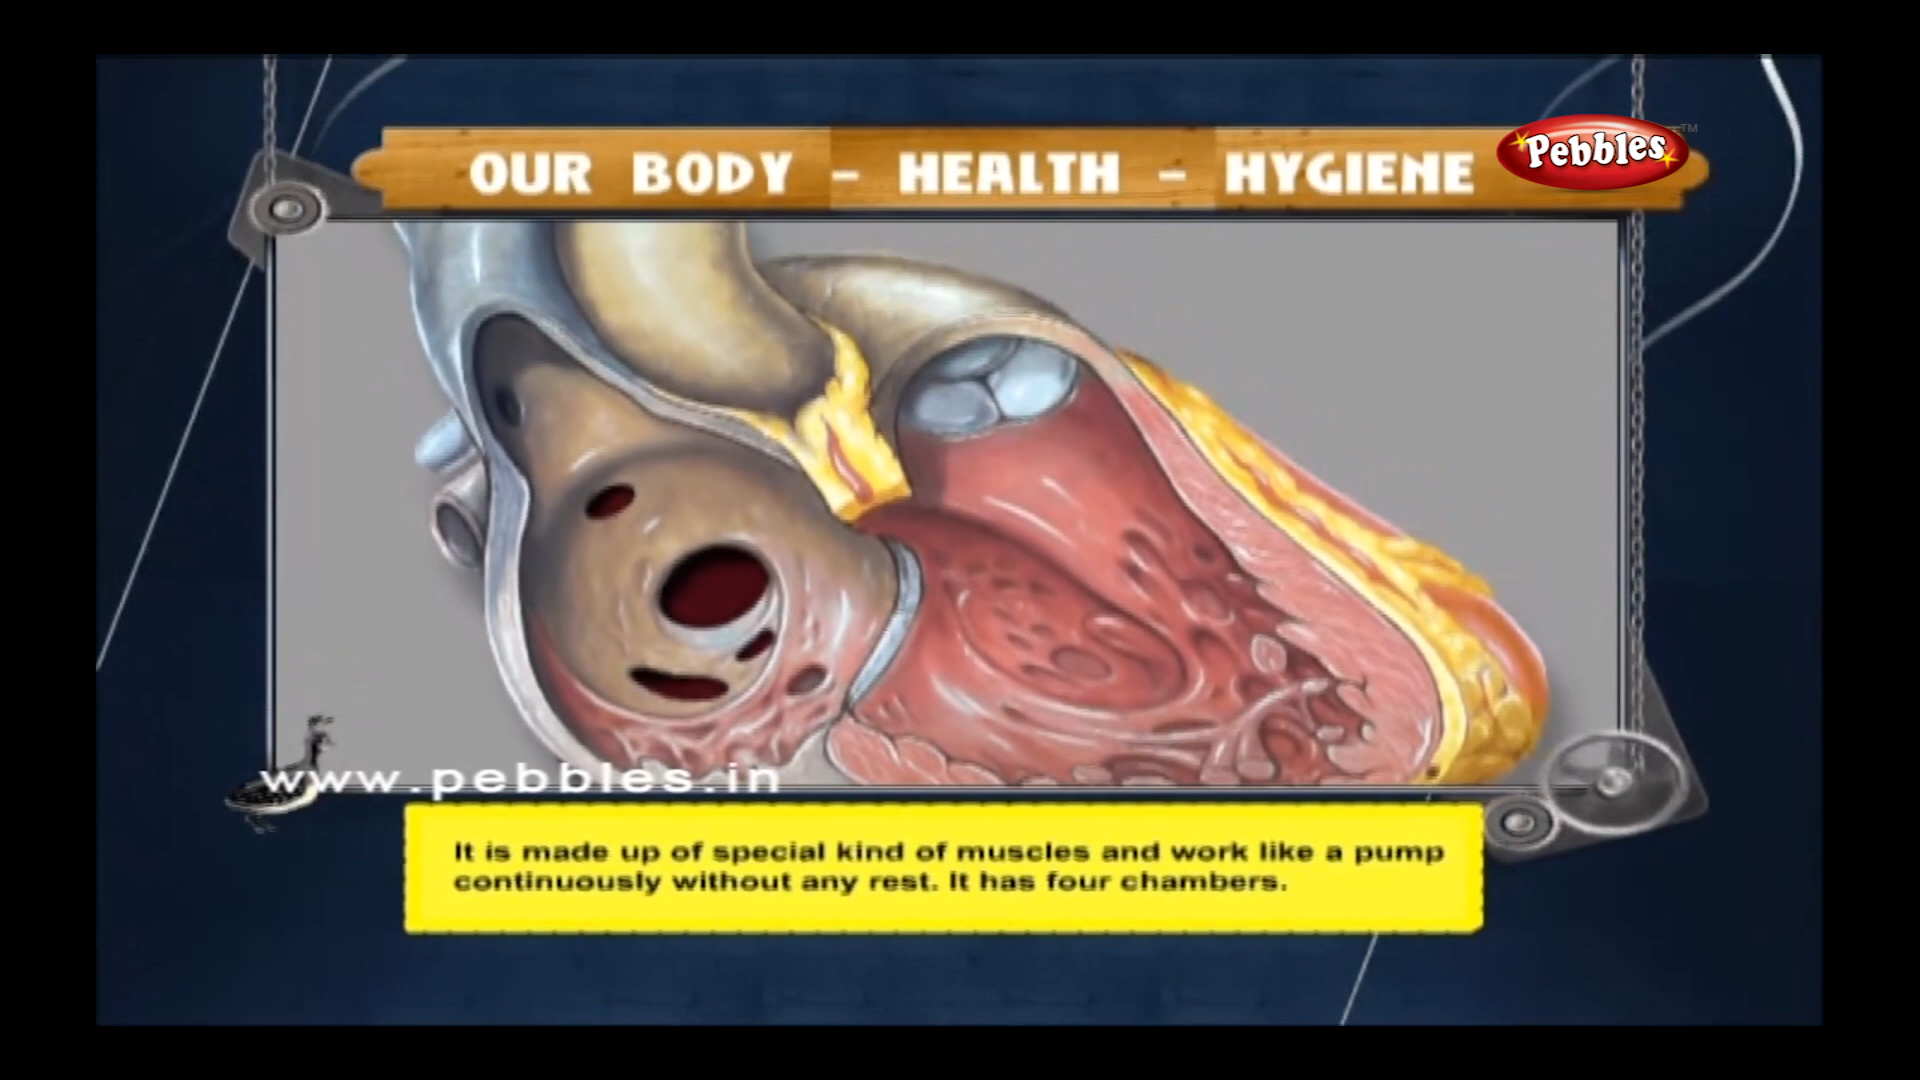 OUR BODY - HEALTH - HYGIENE
Pebbles TM
www.pebbles.in
It is made up of special kind of muscles and work like a pump
continuously without any rest. It has four chambers.